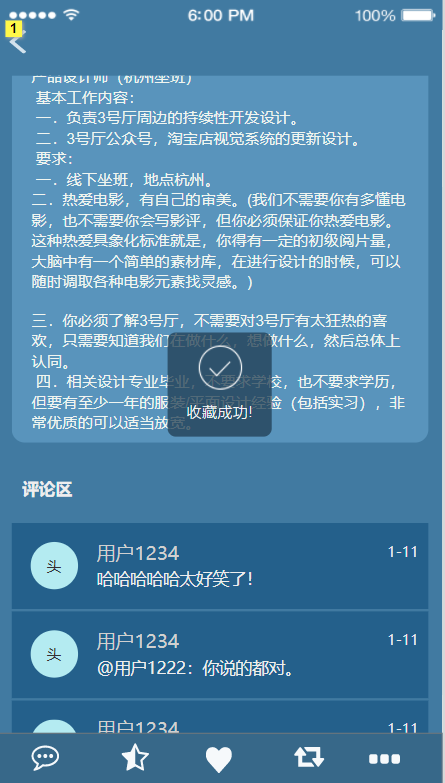 6:00 PM
100%
1
产品设计师（杭州坐班）
基本工作内容：
一．负责3号厅周边的持续性开发设计。
二．3号厅公众号，淘宝店视觉系统的更新设计。
要求：
一．线下坐班，地点杭州。
二．热爱电影，有自己的审美。(我们不需要你有多懂电
影，也不需要你会写影评，但你必须保证你热爱电影。
这种热爱具象化标准就是，你得有一定的初级阅片量，
大脑中有一个简单的素材库，在进行设计的时候，可以
随时调取各种电影元素找灵感。)
三．你必须了解3号厅，不需要对3号厅有太狂热的喜
欢，只需要知道我们在做什么，想做什么，然后总体上
认同。
四．相关设计专业毕业，不要求学校，也不要求学历，
但要有至少一年的服装/平面设计经验（包括实习），非
常优质的可以适当放宽。
收藏成功!
评论区
头
用户1234
1-11
哈哈哈哈哈太好笑了!
头
用户1234
1-11
@用户1222：你说的都对。
用户1234
1-11